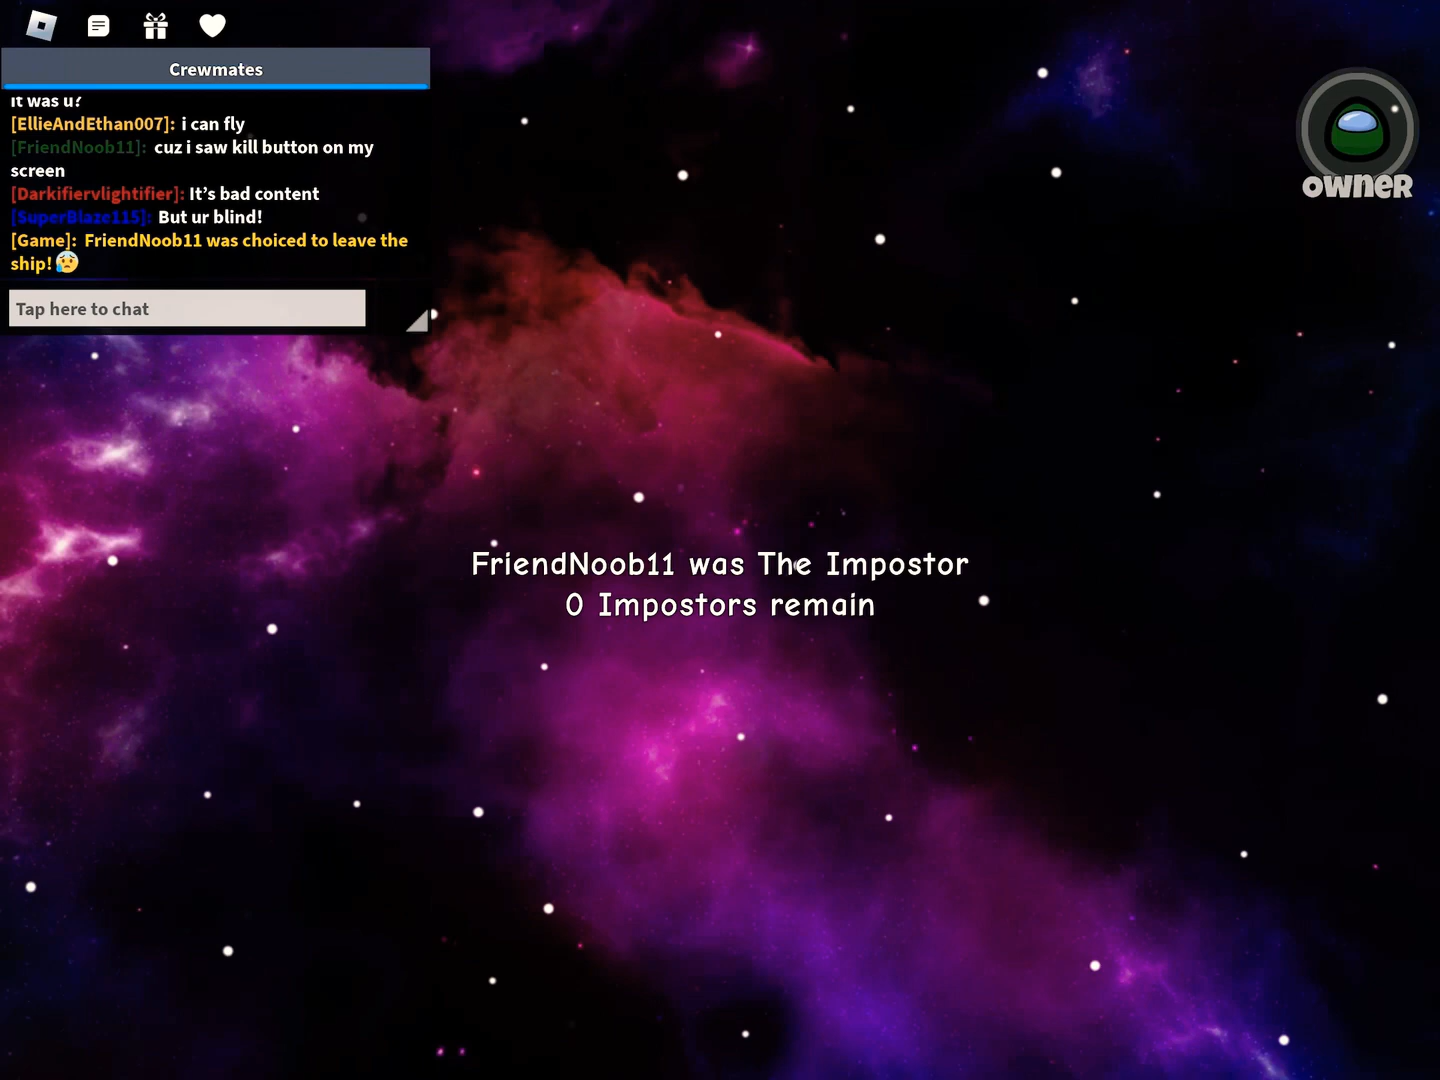 Crewmates
it was u?
[EllieAndEthan007]: i can fly
[FriendNoob11]: cuz i saw kill button on my
screen
[Darkifiervlightifier]: It's bad content
[SuperBlaze115]: But ur blind!
[Game]: FriendNoob11 was choiced to leave the
ship!😰
Tap here to chat
OWNER
FriendNoob11 was The Impostor
0 Impostors remain